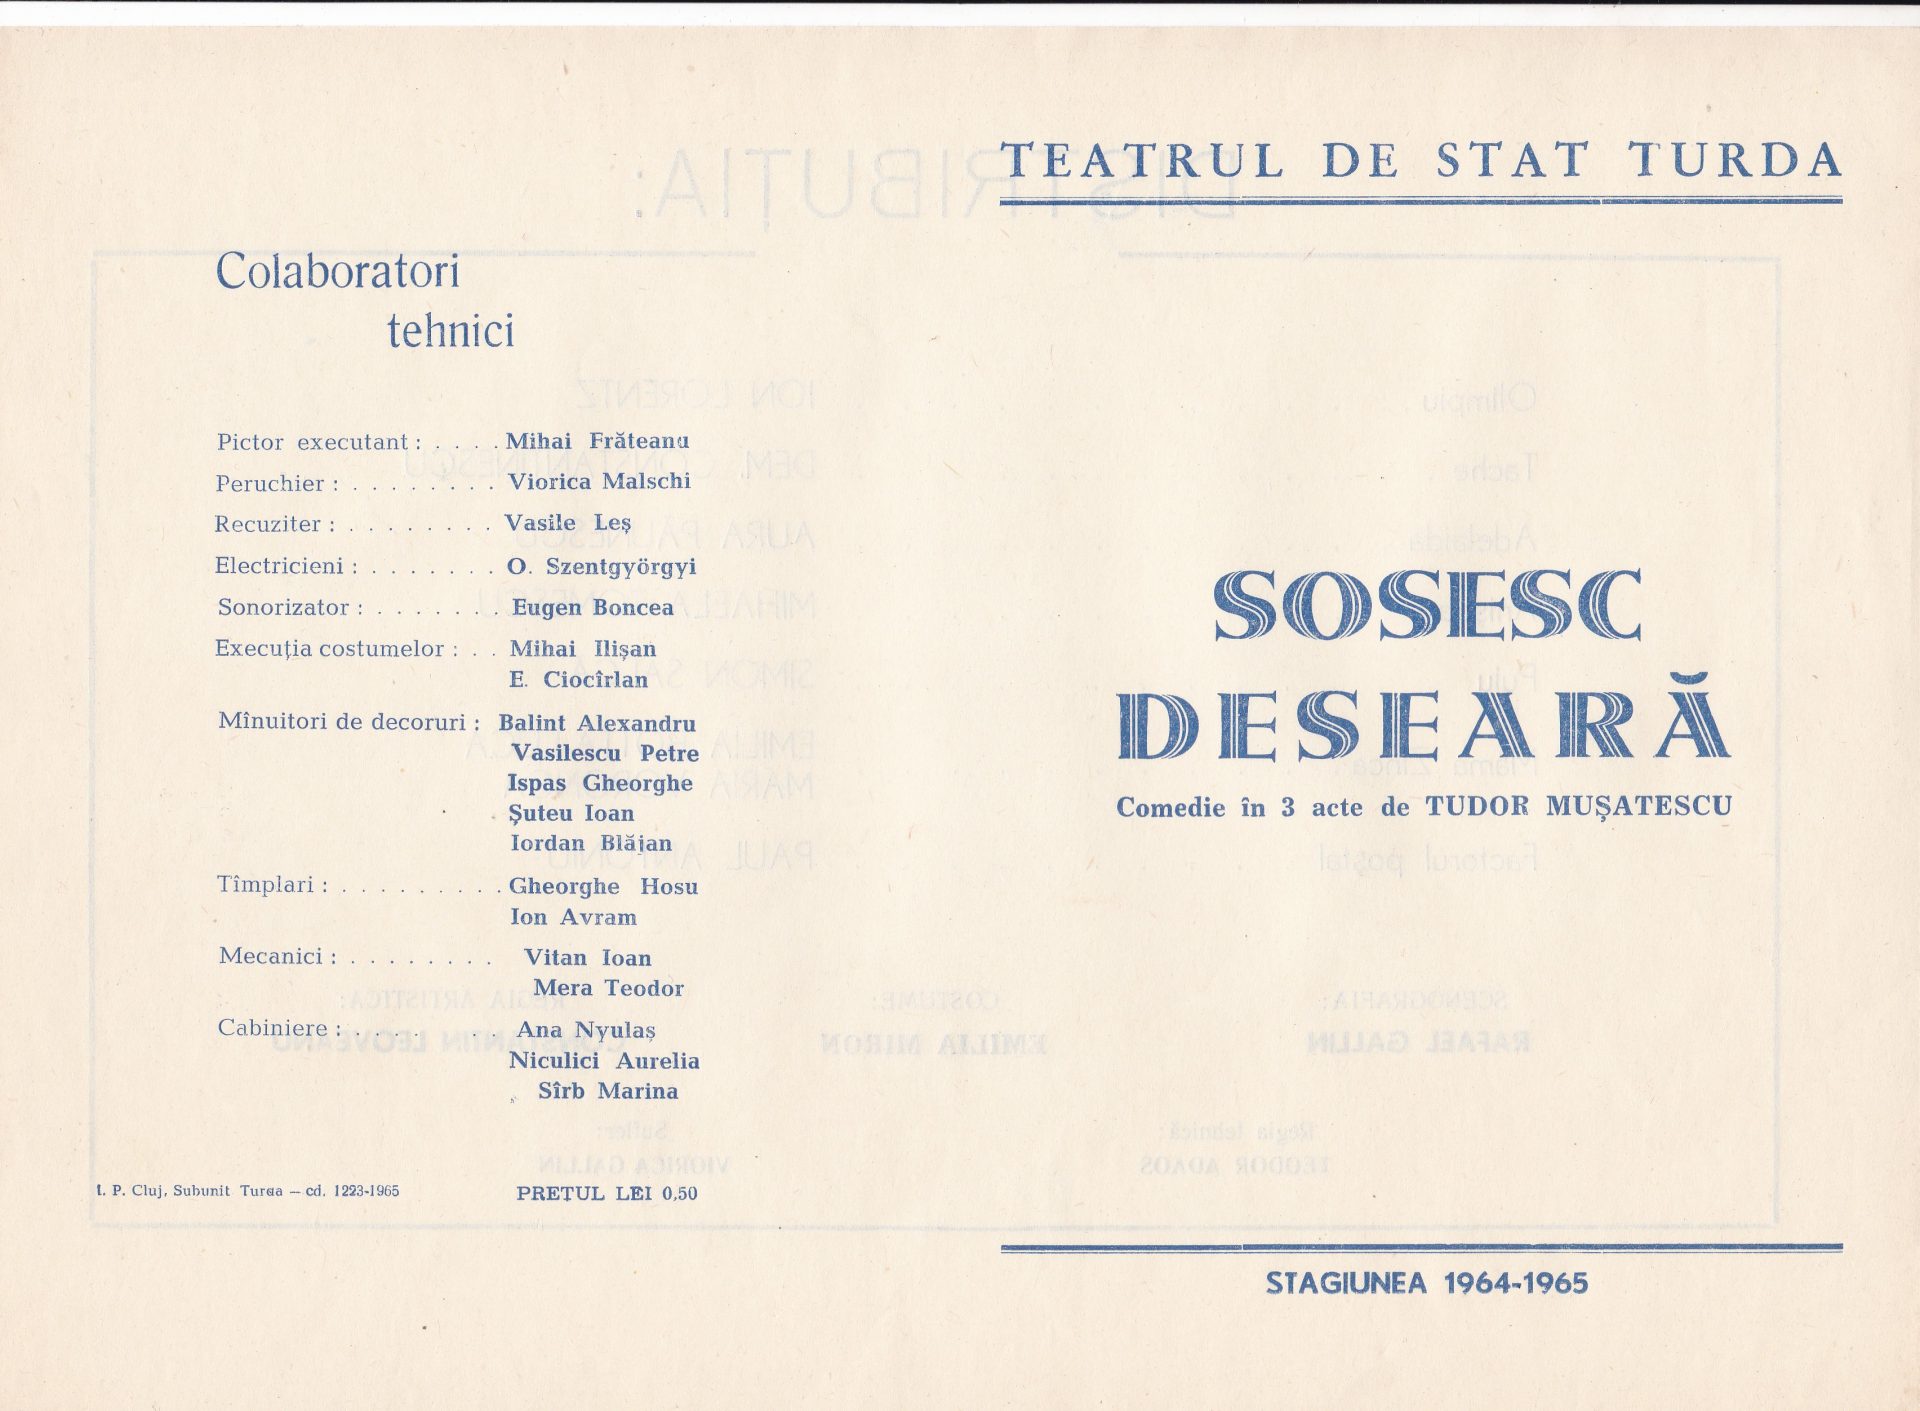 Colaboratori
tehnici
Pictor executant : . . . . Mihai Frăteanu
Peruchier : . . . . . . . . Viorica Malschi
Recuziter : . . . . . . . . Vasile Leș
Electricieni : . . . . . . . O. Szentgyörgyi
Sonorizator : . . . . . . . Eugen Boncea
Execuția costumelor : . . Mihai Ilișan
E. Ciocîrlan
Mînuitori de decoruri : Balint Alexandru
Vasilescu Petre
Ispas Gheorghe
Șuteu Ioan
Iordan Blăjan
Tîmplari : . . . . . . . . . Gheorghe Hosu
Ion Avram
Mecanici : . . . . . . . . Vitan Ioan
Mera Teodor
Cabiniere : . . . . . . . . Ana Nyulaș
Niculici Aurelia
Sîrb Marina
I. P. Cluj, Subunit Turda — cd. 1223-1965
PRETUL LEI 0,50
TEATRUL DE STAT TURDA
SOSESC
DESEARĂ
Comedie în 3 acte de TUDOR MUȘATESCU
STAGIUNEA 1964-1965